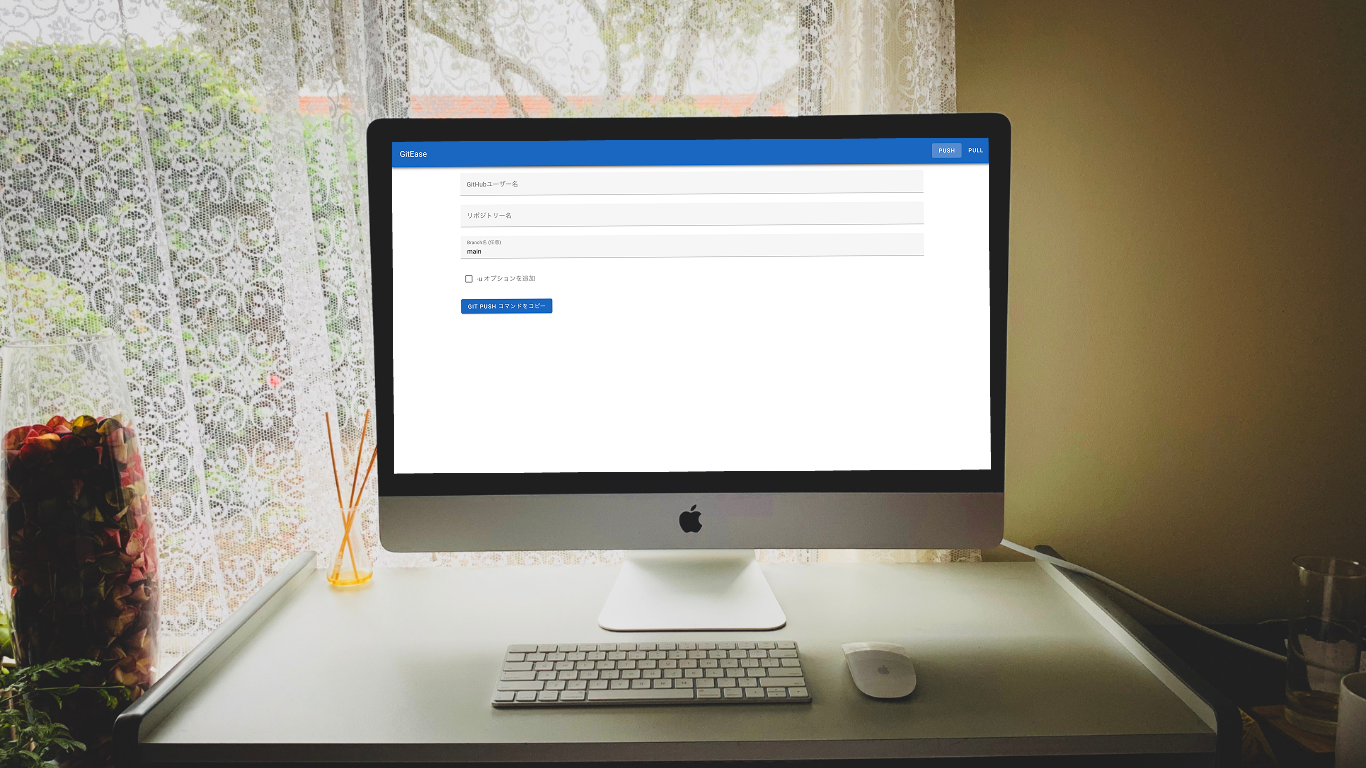 GitEase
PUSH PULL
GitHubユーザー名
リポジトリー名
Branch名 (任意)
main
-u オプションを追加
GIT PUSH コマンドをコピー